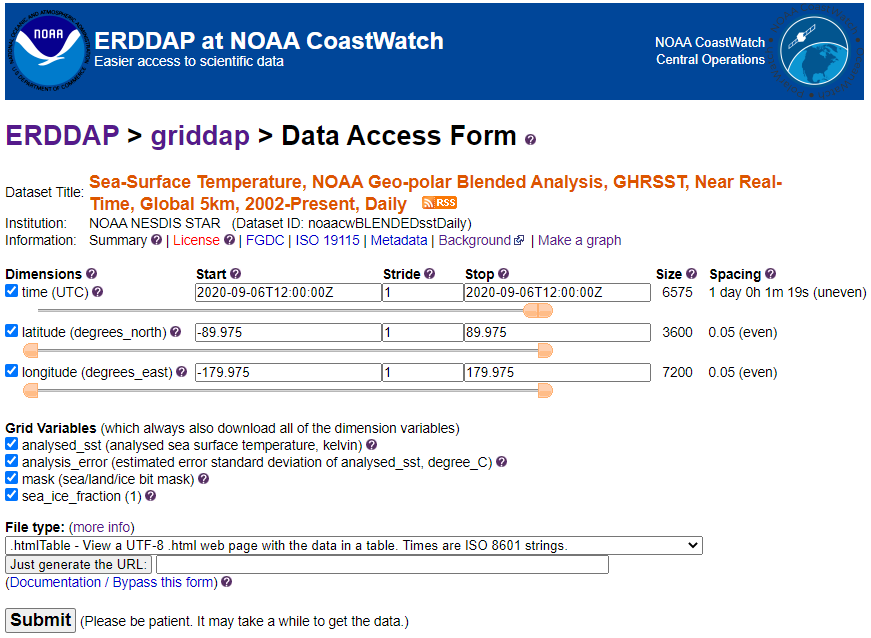 NOAA
NATIONAL OCEANIC AND ATMOSPHERIC ADMINISTRATION
U.S. DEPARTMENT OF COMMERCE
ERDDAP at NOAA CoastWatch
Easier access to scientific data
NOAA CoastWatch
Central Operations
ERDDAP > griddap > Data Access Form ?
Dataset Title: Sea-Surface Temperature, NOAA Geo-polar Blended Analysis, GHRSST, Near Real-
Time, Global 5km, 2002-Present, Daily RSS
Institution: NOAA NESDIS STAR (Dataset ID: noaacwBLENDEDsstDaily)
Information: Summary ? | License ? | FGDC | ISO 19115 | Metadata | Background | Make a graph
Dimensions ? Start ? Stride ? Stop ? Size ? Spacing ?
time (UTC) ? 2020-09-06T12:00:00Z 1 2020-09-06T12:00:00Z 6575 1 day 0h 1m 19s (uneven)
latitude (degrees_north) ? -89.975 1 89.975 3600 0.05 (even)
longitude (degrees_east) ? -179.975 1 179.975 7200 0.05 (even)
Grid Variables (which always also download all of the dimension variables)
analysed_sst (analysed sea surface temperature, kelvin) ?
analysis_error (estimated error standard deviation of analysed_sst, degree_C) ?
mask (sea/land/ice bit mask) ?
sea_ice_fraction (1) ?
File type: (more info)
.htmlTable - View a UTF-8 .html web page with the data in a table. Times are ISO 8601 strings.
Just generate the URL:
(Documentation / Bypass this form) ?
Submit (Please be patient. It may take a while to get the data.)